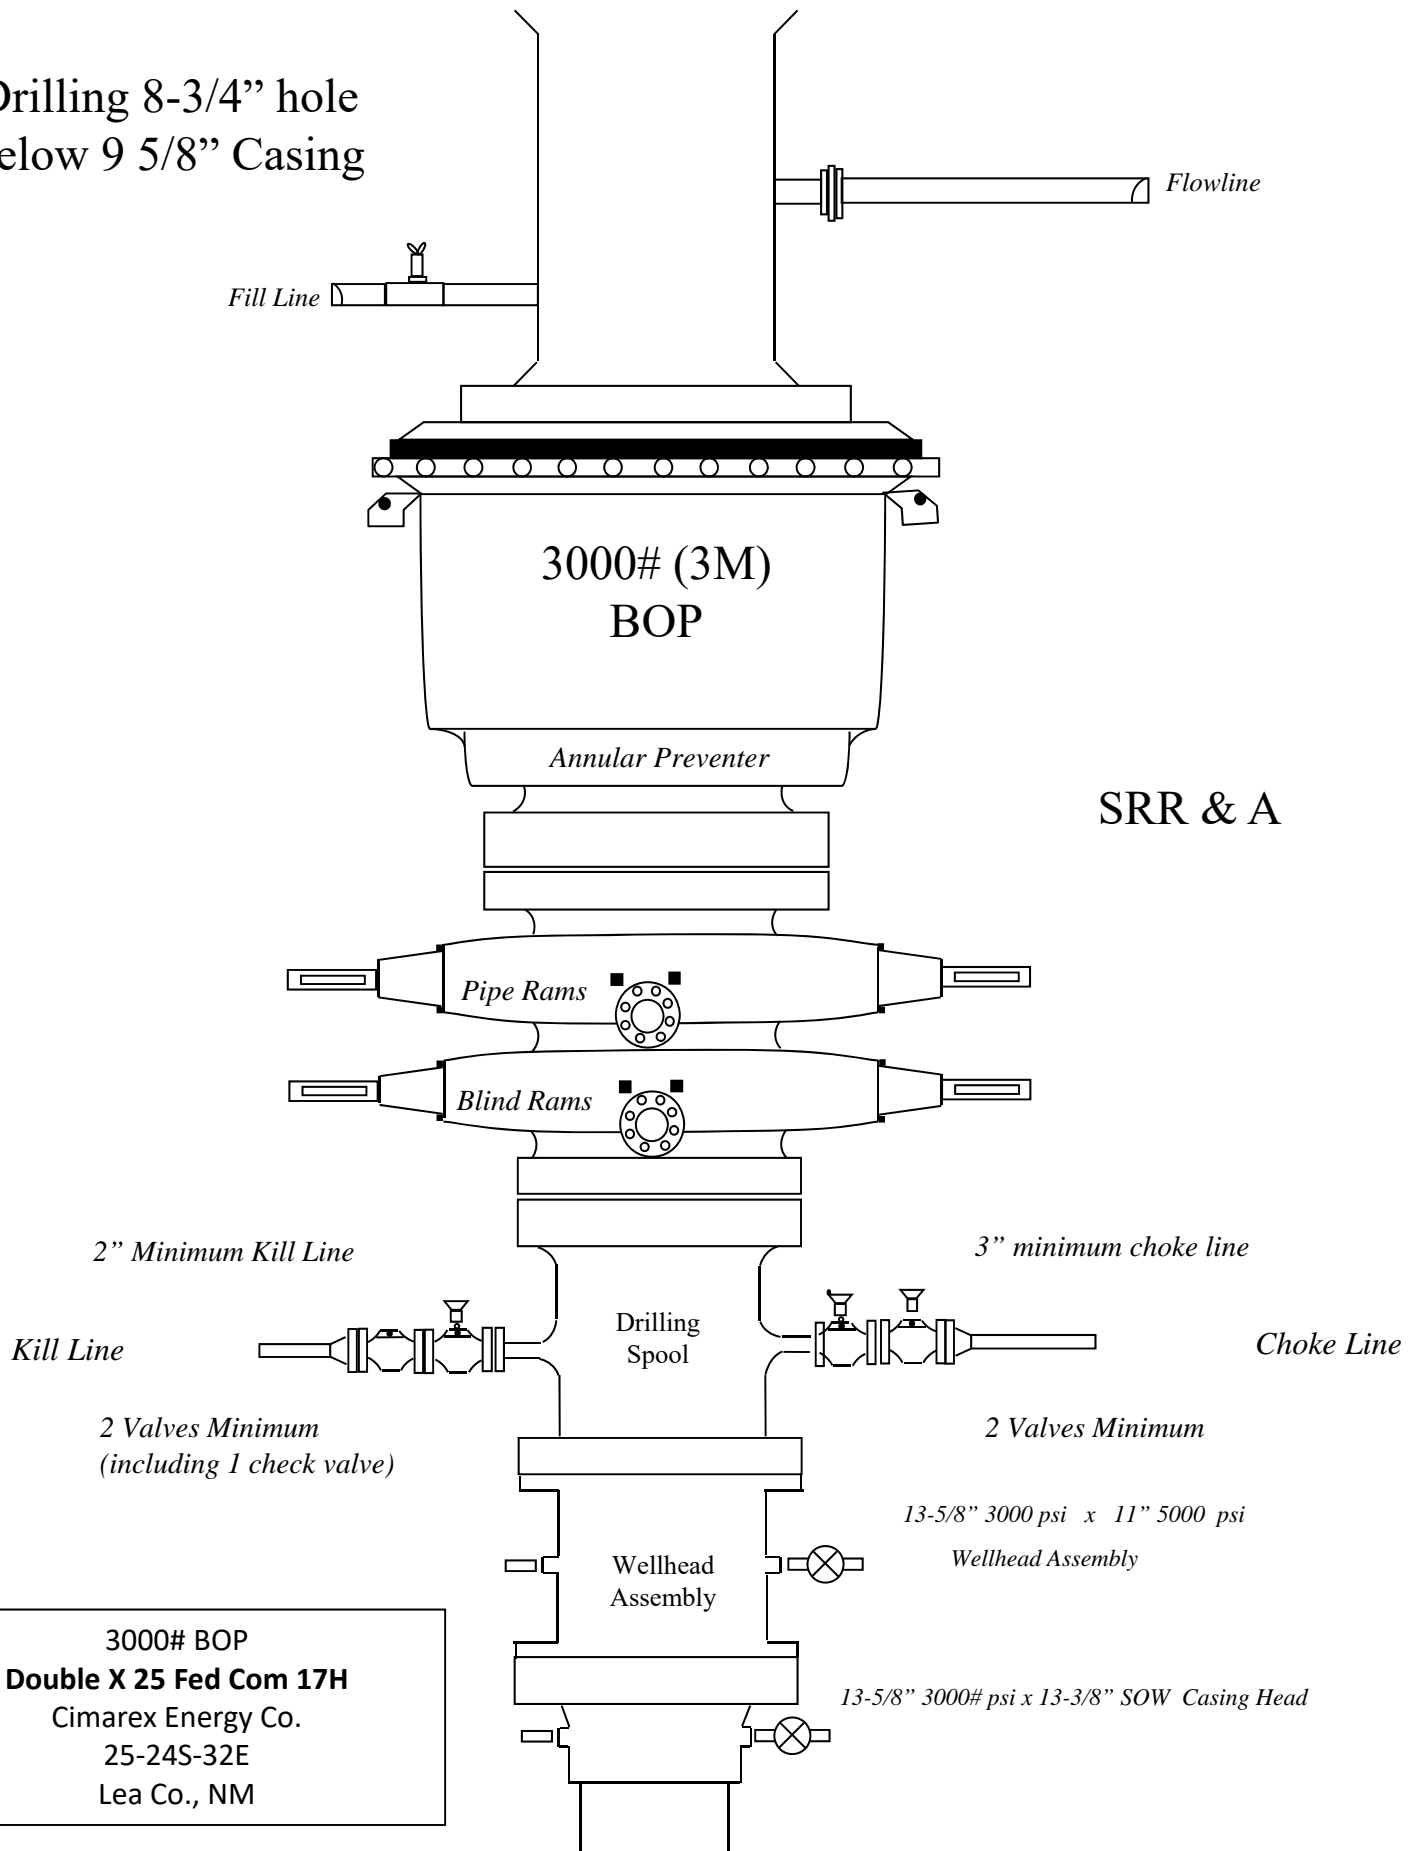 Drilling 8-3/4” hole
elow 9 5/8” Casing
Flowline
Fill Line
3000# (3M)
BOP
Annular Preventer
SRR & A
Pipe Rams
Blind Rams
2” Minimum Kill Line
3” minimum choke line
Drilling
Spool
Kill Line
Choke Line
2 Valves Minimum
(including 1 check valve)
2 Valves Minimum
13-5/8” 3000 psi x 11” 5000 psi
Wellhead Assembly
Wellhead
Assembly
3000# BOP
Double X 25 Fed Com 17H
Cimarex Energy Co.
25-24S-32E
Lea Co., NM
13-5/8” 3000# psi x 13-3/8” SOW Casing Head